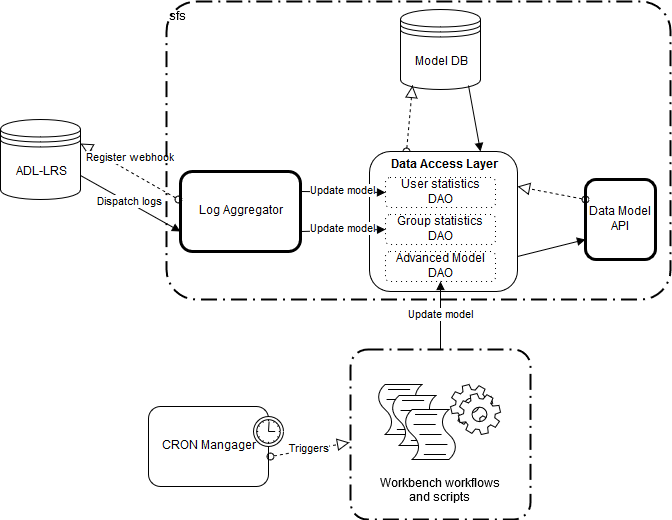 sfs
Model DB
ADL-LRS
Register webhook
Dispatch logs
Log Aggregator
Update model
Update model
Data Access Layer
User statistics
DAO
Group statistics
DAO
Advanced Model
DAO
Data Model
API
Update model
CRON Mangager
Triggers
Workbench workflows
and scripts